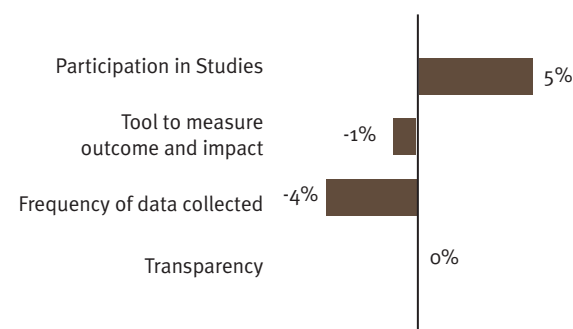 Participation in Studies
5%
Tool to measure
outcome and impact
-1%
Frequency of data collected
-4%
Transparency
0%